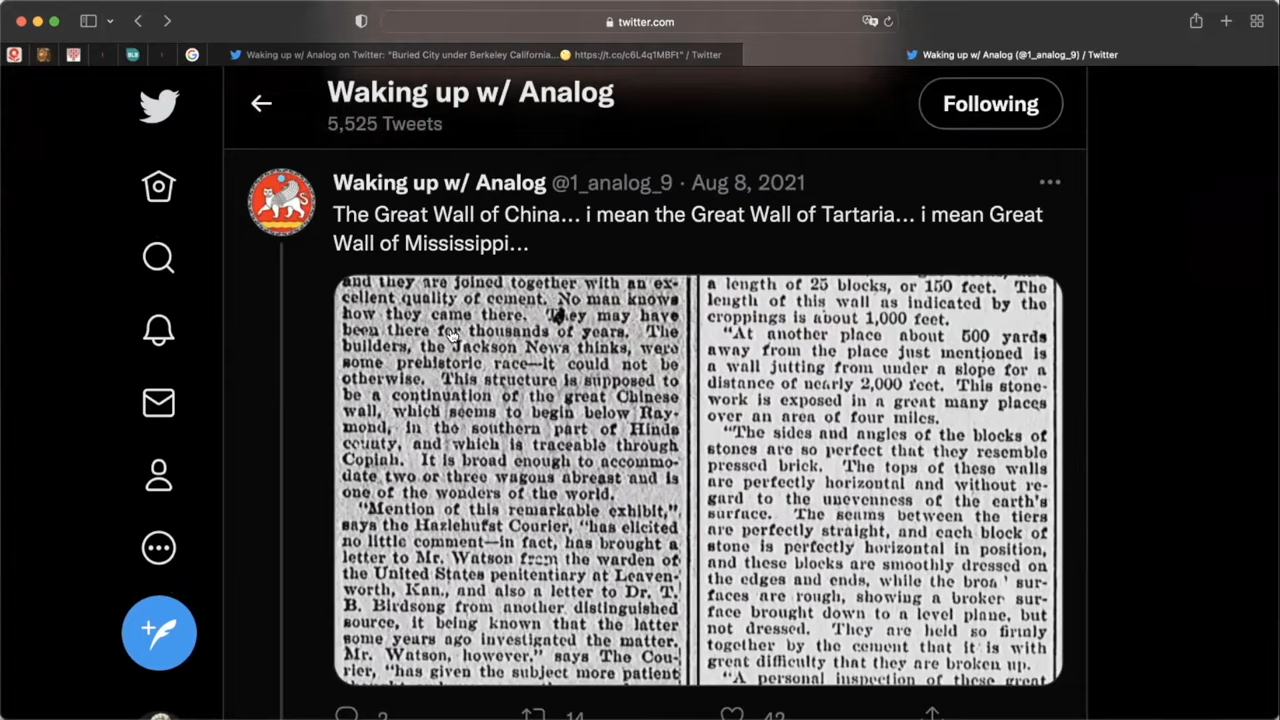 twitter.com
Waking up w/ Analog on Twitter: "Buried City under Berkeley California... https://t.co/c6L4q1MBFt" / Twitter
Waking up w/ Analog (@1_analog_9) / Twitter
Waking up w/ Analog
5,525 Tweets
Following
Waking up w/ Analog @1_analog_9 · Aug 8, 2021
The Great Wall of China... i mean the Great Wall of Tartaria... i mean Great
Wall of Mississippi...
and they are joined together with an ex-
cellent quality of cement. No man knows
how they came there. They may have
been there for thousands of years. The
builders, the Jackson News thinks, were
some prehistoric race—it could not be
otherwise. This structure is supposed to
be a continuation of the great Chinese
wall, which seems to begin below Ray-
mond, in the southern part of Hinds
county, and which is traceable through
Copiah. It is broad enough to accommo-
date two or three wagons abreast and is
one of the wonders of the world.
"Mention of this remarkable exhibit,"
says the Hazlehurst Courier, "has elicited
no little comment—in fact, has brought a
letter to Mr. Watson from the warden of
the United States penitentiary at Leaven-
worth, Kan., and also a letter to Dr. T.
B. Birdsong from another distinguished
source, it being known that the latter
some years ago investigated the matter.
Mr. Watson, however," says The Cou-
rier, "has given the subject more patient
a length of 25 blocks, or 150 feet. The
length of this wall as indicated by the
croppings is about 1,000 feet.
"At another place about 500 yards
away from the place just mentioned is
a wall jutting from under a slope for a
distance of nearly 2,000 feet. This stone-
work is exposed in a great many places
over an area of four miles.
"The sides and angles of the blocks of
stones are so perfect that they resemble
pressed brick. The tops of these walls
are perfectly horizontal and without re-
gard to the unevenness of the earth's
surface. The seams between the tiers
are perfectly straight, and each block of
stone is perfectly horizontal in position,
and these blocks are smoothly dressed on
the edges and ends, while the broa' sur-
faces are rough, showing a broker sur-
face brought down to a level plane, but
not dressed. They are held so firmly
together by the cement that it is with
great difficulty that they are broken up.
"A personal inspection of these great
2
14
42